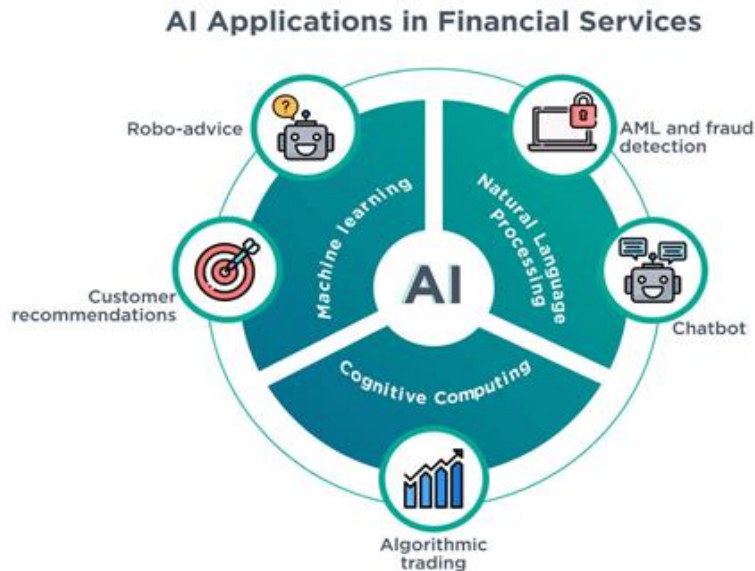 AI Applications in Financial Services
Robo-advice
?
AML and fraud
detection
Machine learning
Natural Language
Processing
AI
Customer
recommendations
Chatbot
Cognitive Computing
Algorithmic
trading